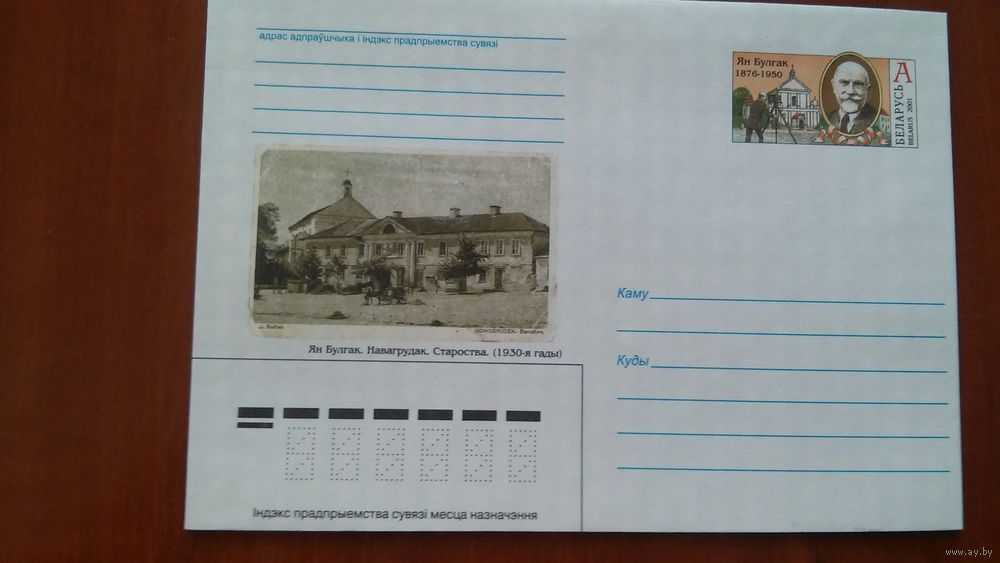 адрас адпраўшчыка і індэкс прадпрыемства сувязі
Ян Булгак
1876-1950
А
БЕЛАРУСЬ
BELARUS 2001
NOWOGRÓDEK.
Ян Булгак. Навагрудак. Староства. (1930-я гады)
Каму
Куды
Індэкс прадпрыемства сувязі месца назначэння
www.ay.by